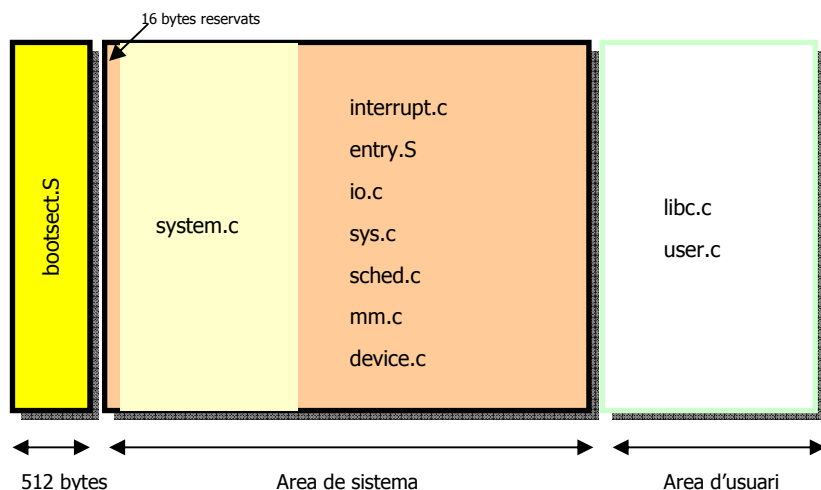 16 bytes reservats
bootsect.S
system.c
interrupt.c
entry.S
io.c
sys.c
sched.c
mm.c
device.c
libc.c
user.c
512 bytes
Area de sistema
Area d'usuari